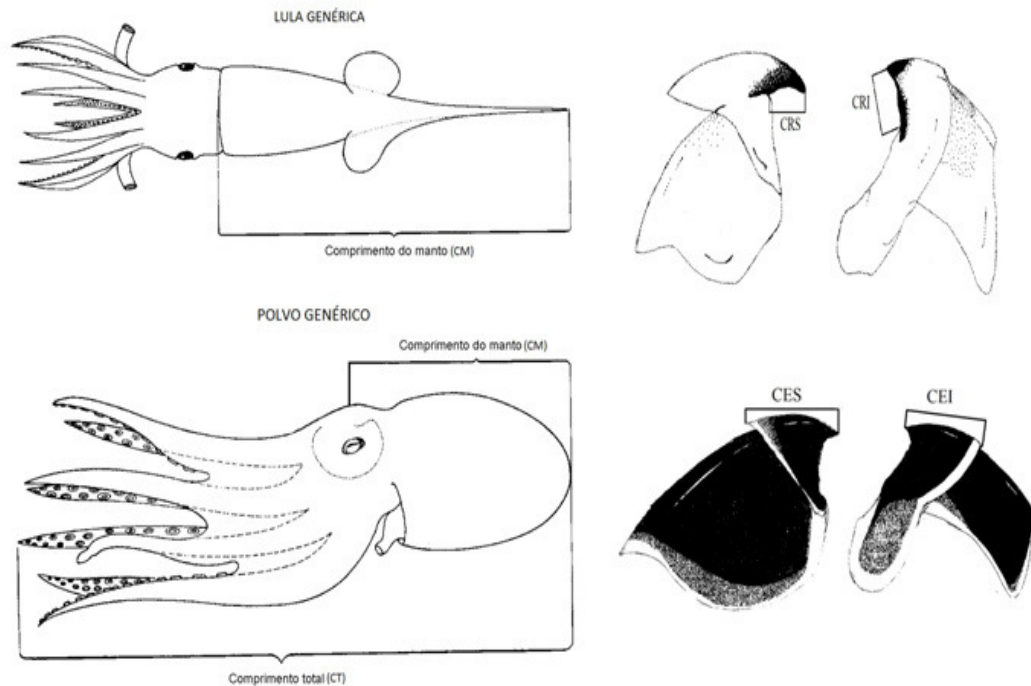 LULA GENÉRICA
CRS
CRI
Comprimento do manto (CM)
POLVO GENÉRICO
Comprimento do manto (CM)
CES
CEI
Comprimento total (CT)